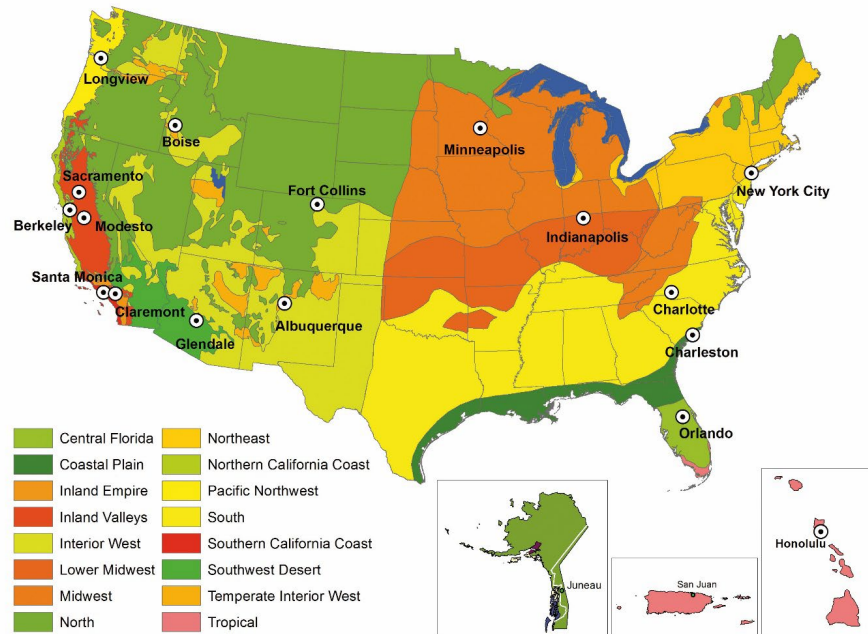 Longview
Boise
Minneapolis
Sacramento
Fort Collins
New York City
Berkeley
Modesto
Indianapolis
Santa Monica
Claremont
Albuquerque
Charlotte
Glendale
Charleston
Orlando
Central Florida
Coastal Plain
Inland Empire
Inland Valleys
Interior West
Lower Midwest
Midwest
North
Northeast
Northern California Coast
Pacific Northwest
South
Southern California Coast
Southwest Desert
Temperate Interior West
Tropical
Juneau
San Juan
Honolulu